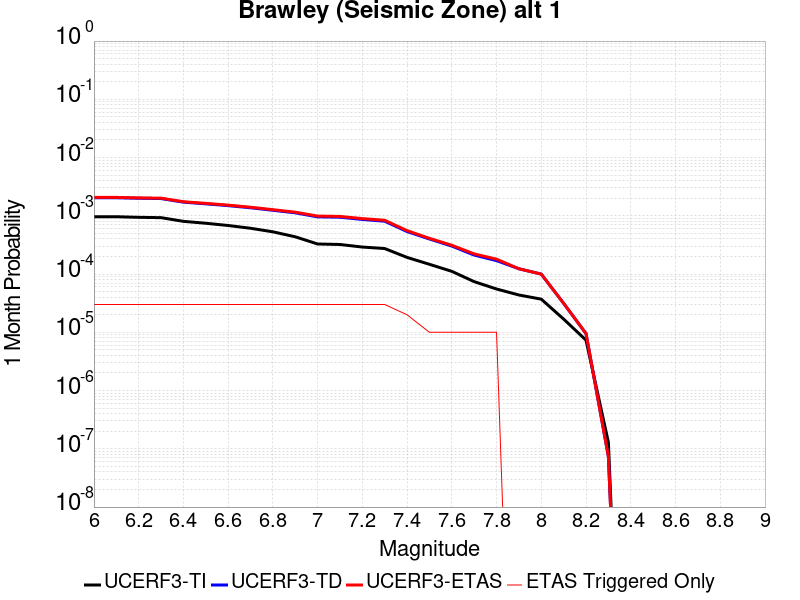 Brawley (Seismic Zone) alt 1
10^0
10^-1
10^-2
10^-3
10^-4
10^-5
10^-6
10^-7
10^-8
1 Month Probability
6 6.2 6.4 6.6 6.8 7 7.2 7.4 7.6 7.8 8 8.2 8.4 8.6 8.8 9
Magnitude
UCERF3-TI UCERF3-TD UCERF3-ETAS ETAS Triggered Only